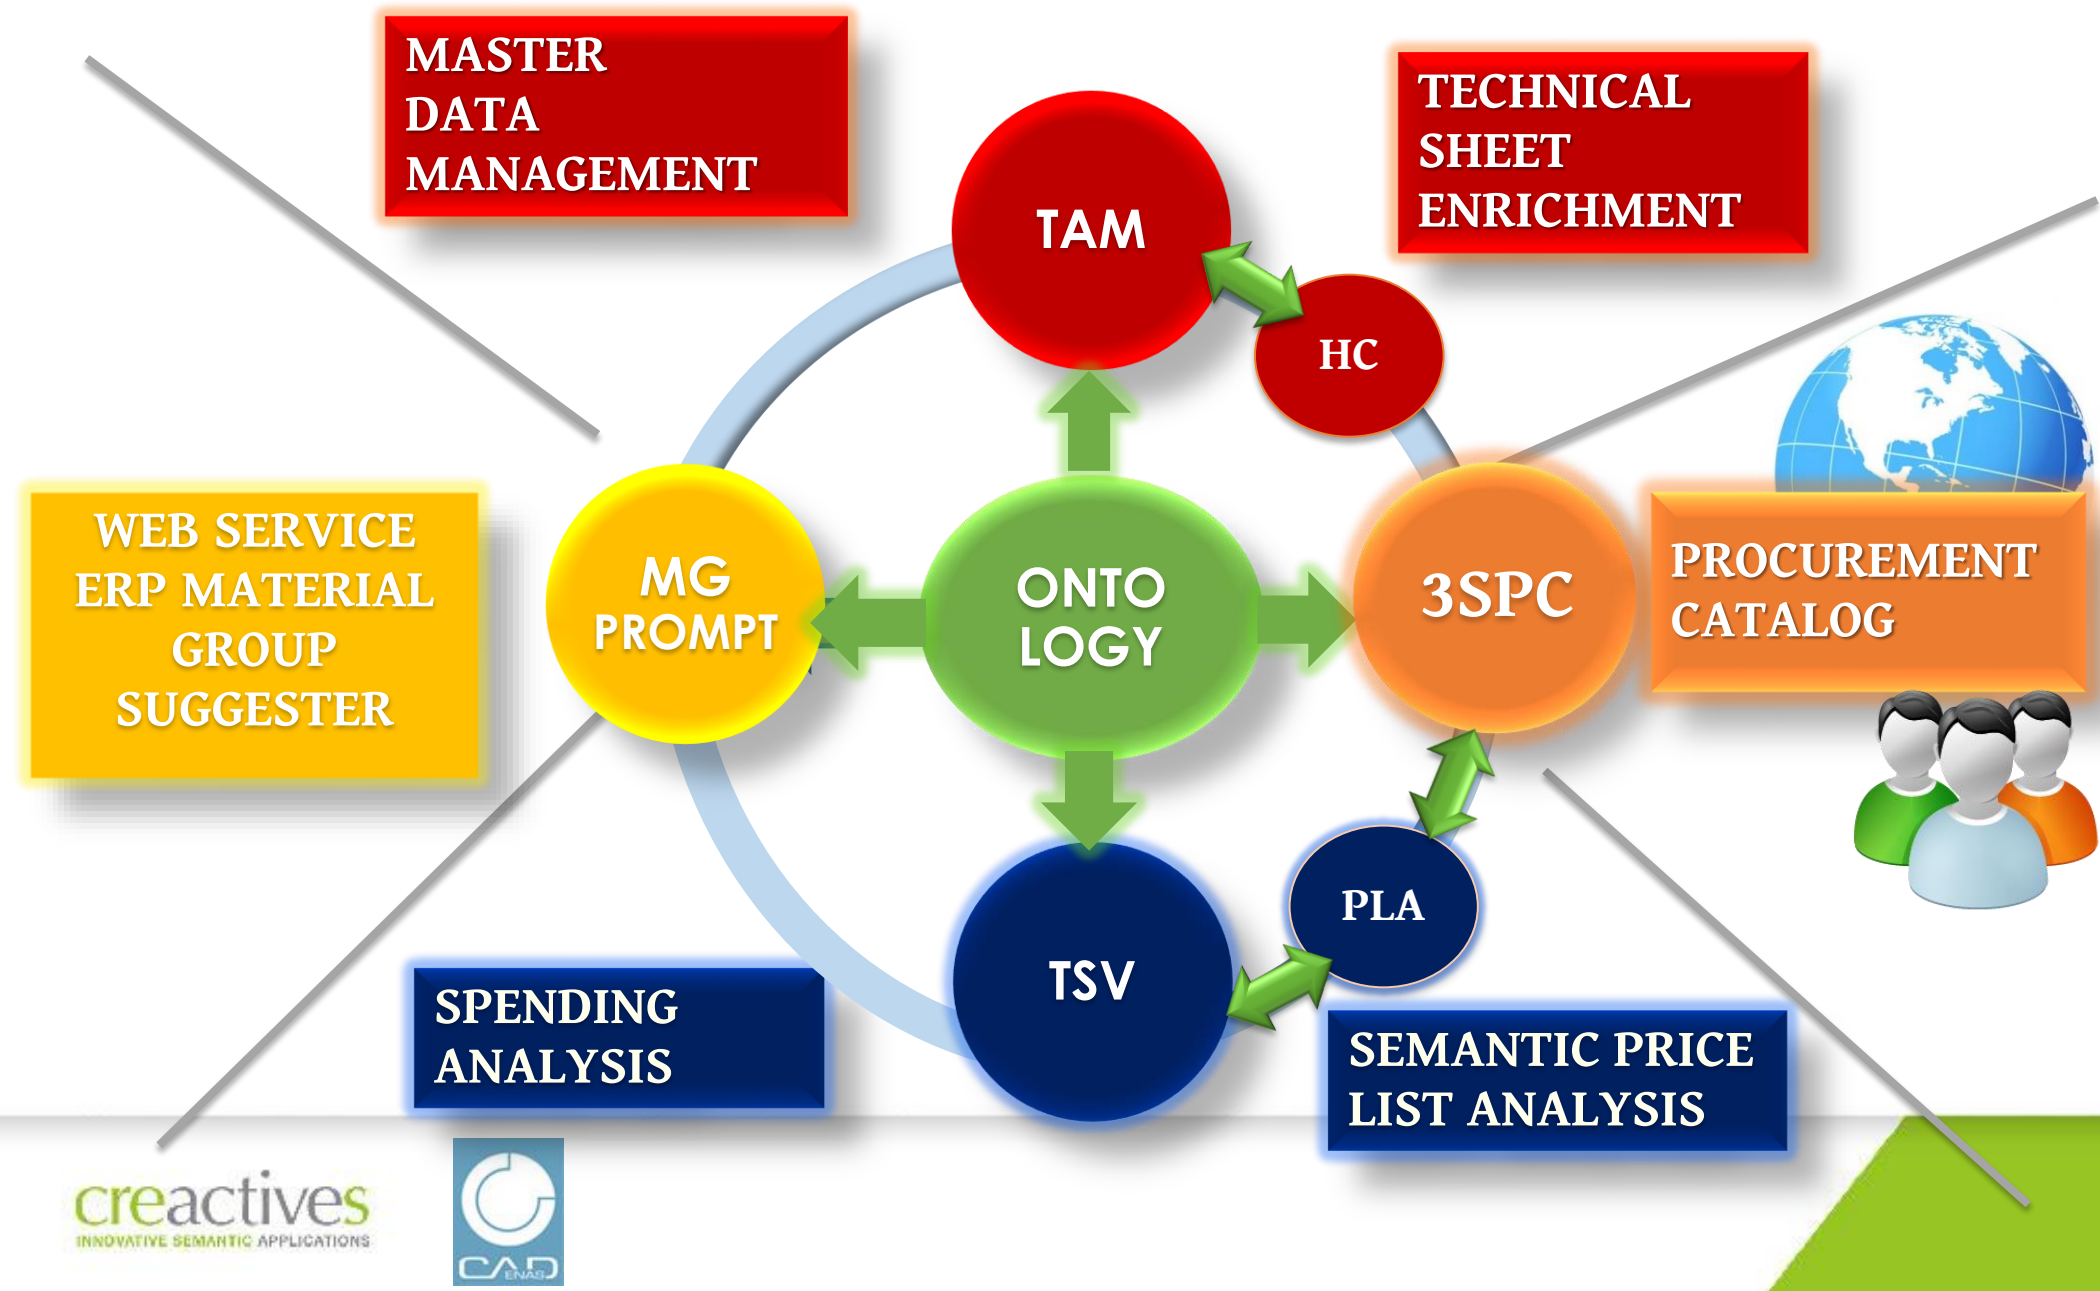 MASTER
DATA
MANAGEMENT
TECHNICAL
SHEET
ENRICHMENT
TAM
HC
WEB SERVICE
ERP MATERIAL
GROUP
SUGGESTER
MG
PROMPT
ONTO
LOGY
3SPC
PROCUREMENT
CATALOG
PLA
TSV
SPENDING
ANALYSIS
SEMANTIC PRICE
LIST ANALYSIS
creactives
INNOVATIVE SEMANTIC APPLICATIONS
CAD
ENAS